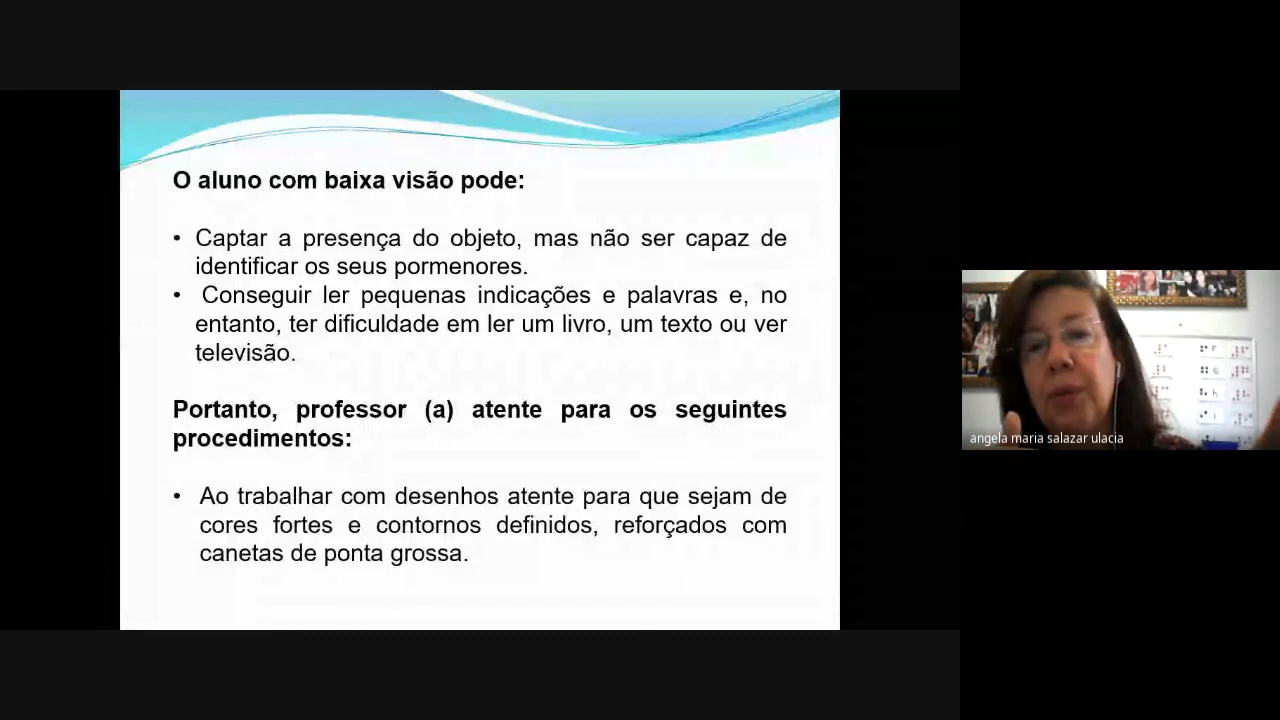 O aluno com baixa visão pode:
• Captar a presença do objeto, mas não ser capaz de
identificar os seus pormenores.
• Conseguir ler pequenas indicações e palavras e, no
entanto, ter dificuldade em ler um livro, um texto ou ver
televisão.
Portanto, professor (a) atente para os seguintes
procedimentos:
• Ao trabalhar com desenhos atente para que sejam de
cores fortes e contornos definidos, reforçados com
canetas de ponta grossa.
angela maria salazar ulacia